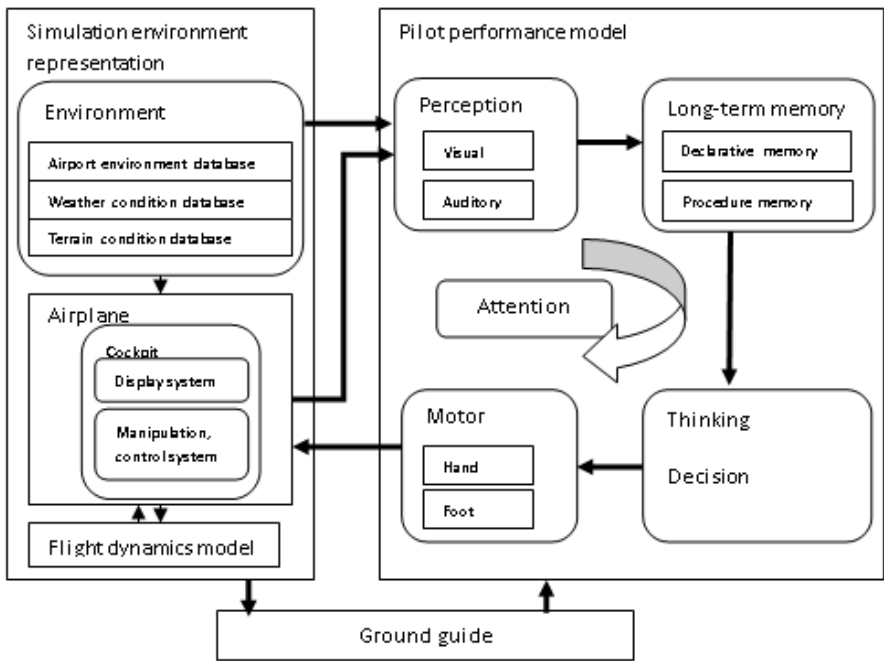 Simulation environment
representation
Environment
Airport environment database
Weather condition database
Terrain condition database
Airplane
Cockpit
Display system
Manipulation,
control system
Flight dynamics model
Pilot performance model
Perception
Visual
Auditory
Long-term memory
Declarative memory
Procedure memory
Attention
Motor
Hand
Foot
Thinking
Decision
Ground guide